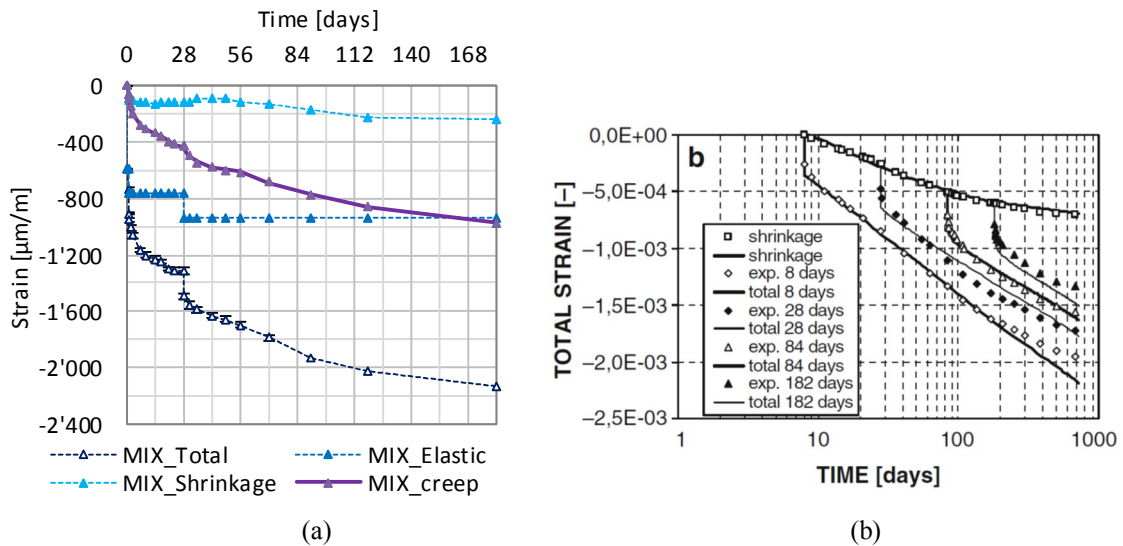 Time [days]
0 28 56 84 112 140 168
0
-400
-800
-1'200
-1'600
-2'000
-2'400
Strain [µm/m]
MIX_Total
MIX_Elastic
MIX_Shrinkage
MIX_creep
(a)
b
0,0E+00
-5,0E-04
-1,0E-03
-1,5E-03
-2,0E-03
-2,5E-03
TOTAL STRAIN [–]
shrinkage
shrinkage
exp. 8 days
total 8 days
exp. 28 days
total 28 days
exp. 84 days
total 84 days
exp. 182 days
total 182 days
1 10 100 1000
TIME [days]
(b)